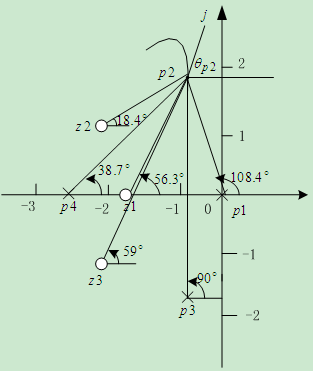 j
p2 θp2 2
z2 18.4°
1
38.7° 56.3° 108.4°
-3 p4 -2 z1 -1 0 p1
59° -1
z3 90°
p3 -2